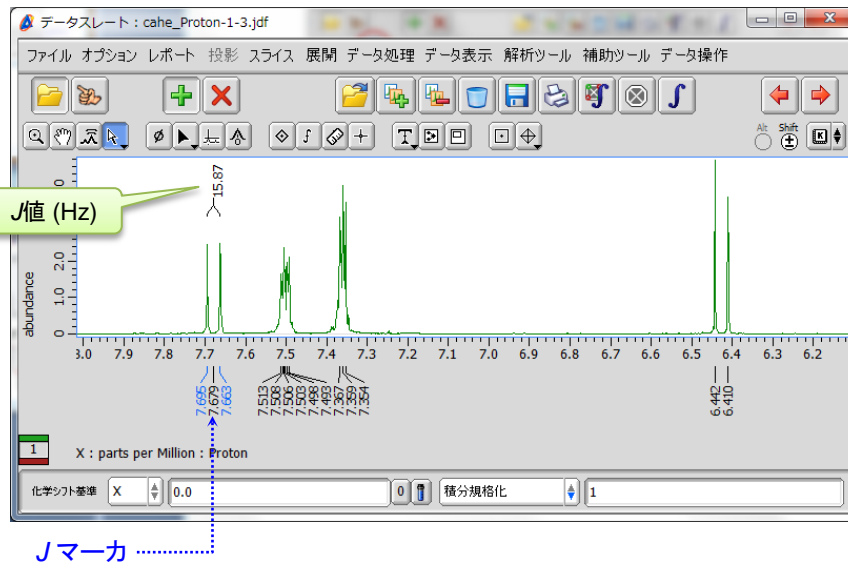 データスレート : cahe_Proton-1-3.jdf
ファイル オプション レポート 投影 スライス 展開 データ処理 データ表示 解析ツール 補助ツール データ操作
Alt Shift
15.87
J値 (Hz)
abundance
0 1.0 2.0
0
3.0 7.9 7.8 7.7 7.6 7.5 7.4 7.3 7.2 7.1 7.0 6.9 6.8 6.7 6.6 6.5 6.4 6.3 6.2
7.695 7.679 7.663 7.513 7.508 7.506 7.503 7.498 7.493 7.367 7.359 7.354 6.442 6.410
1 X : parts per Million : Proton
化学シフト基準 X 0.0 0 積分規格化 1
Jマーカ